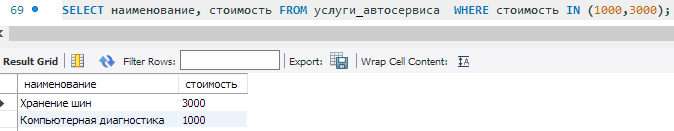 69 SELECT наименование, стоимость FROM услуги_автосервиса WHERE стоимость IN (1000,3000);
Result Grid Filter Rows: Export: Wrap Cell Content: IA
наименование стоимость
Хранение шин 3000
Компьютерная диагностика 1000